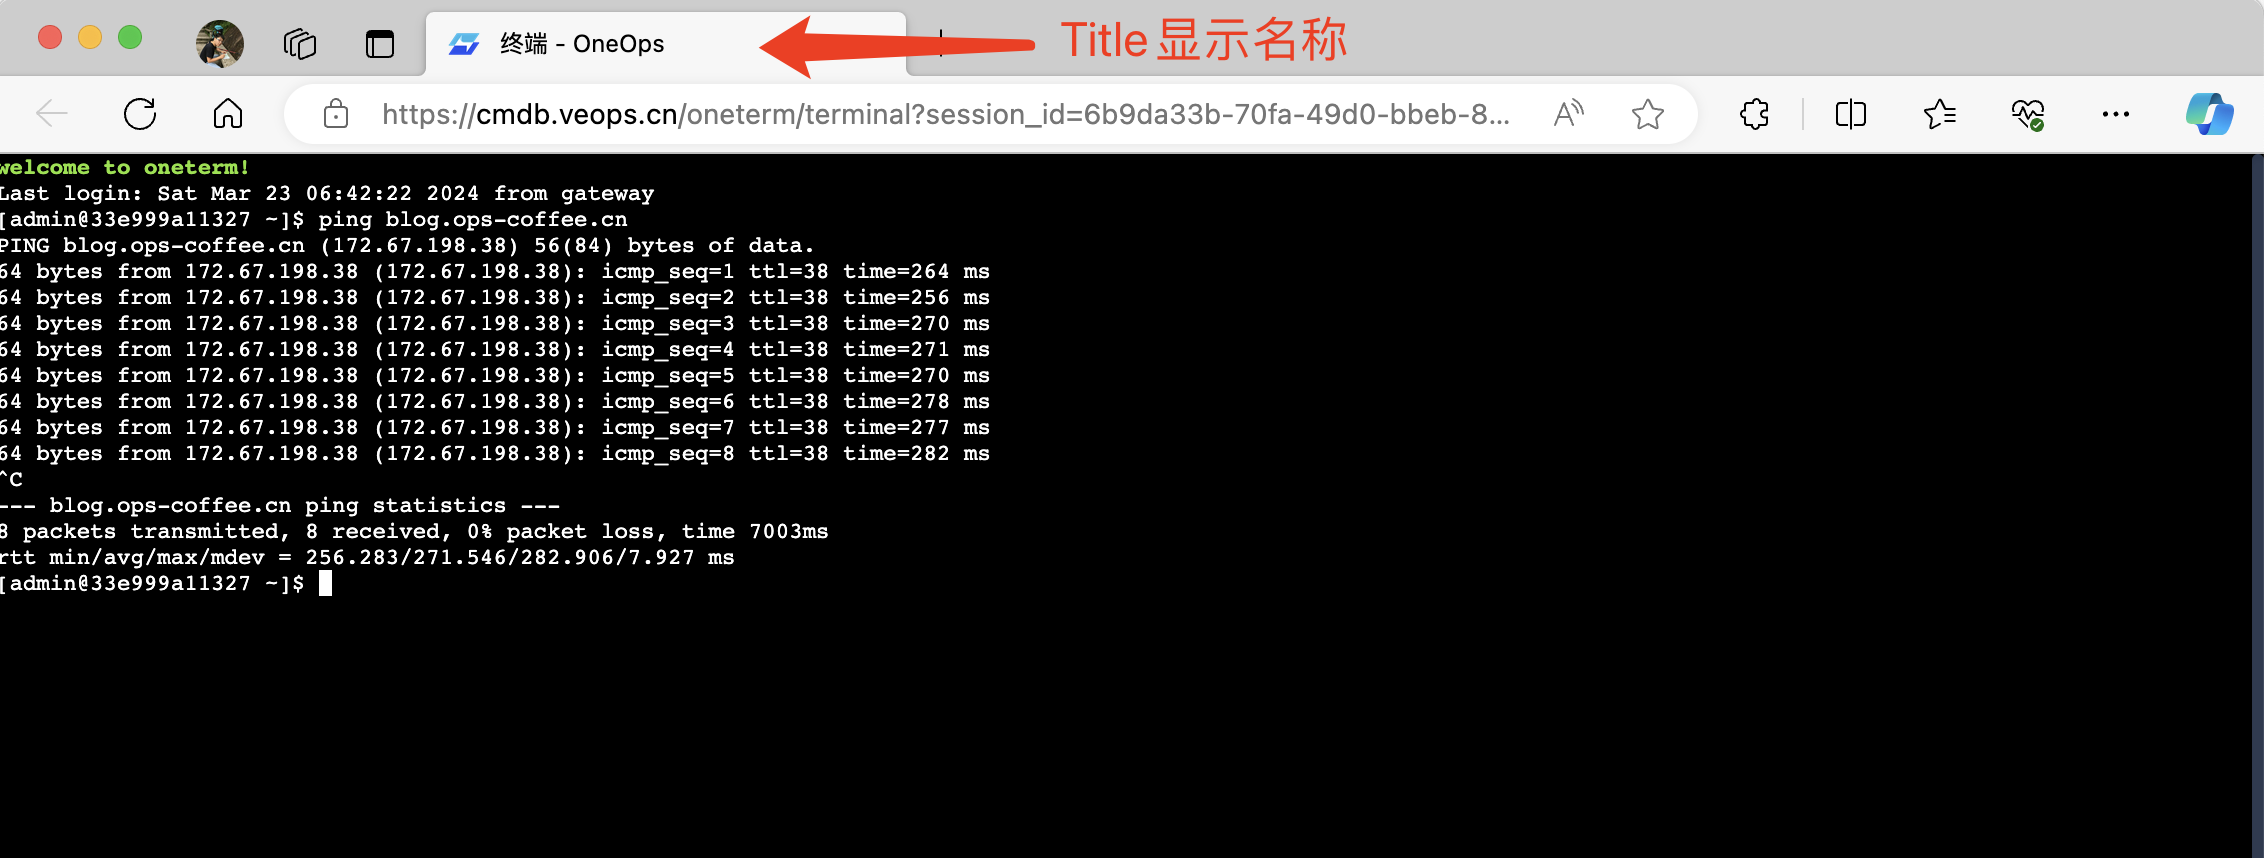 终端 - OneOps
Title显示名称
https://cmdb.veops.cn/oneterm/terminal?session_id=6b9da33b-70fa-49d0-bbeb-8...
welcome to oneterm!
Last login: Sat Mar 23 06:42:22 2024 from gateway
[admin@33e999a11327 ~]$ ping blog.ops-coffee.cn
PING blog.ops-coffee.cn (172.67.198.38) 56(84) bytes of data.
64 bytes from 172.67.198.38 (172.67.198.38): icmp_seq=1 ttl=38 time=264 ms
64 bytes from 172.67.198.38 (172.67.198.38): icmp_seq=2 ttl=38 time=256 ms
64 bytes from 172.67.198.38 (172.67.198.38): icmp_seq=3 ttl=38 time=270 ms
64 bytes from 172.67.198.38 (172.67.198.38): icmp_seq=4 ttl=38 time=271 ms
64 bytes from 172.67.198.38 (172.67.198.38): icmp_seq=5 ttl=38 time=270 ms
64 bytes from 172.67.198.38 (172.67.198.38): icmp_seq=6 ttl=38 time=278 ms
64 bytes from 172.67.198.38 (172.67.198.38): icmp_seq=7 ttl=38 time=277 ms
64 bytes from 172.67.198.38 (172.67.198.38): icmp_seq=8 ttl=38 time=282 ms
^C
--- blog.ops-coffee.cn ping statistics ---
8 packets transmitted, 8 received, 0% packet loss, time 7003ms
rtt min/avg/max/mdev = 256.283/271.546/282.906/7.927 ms
[admin@33e999a11327 ~]$